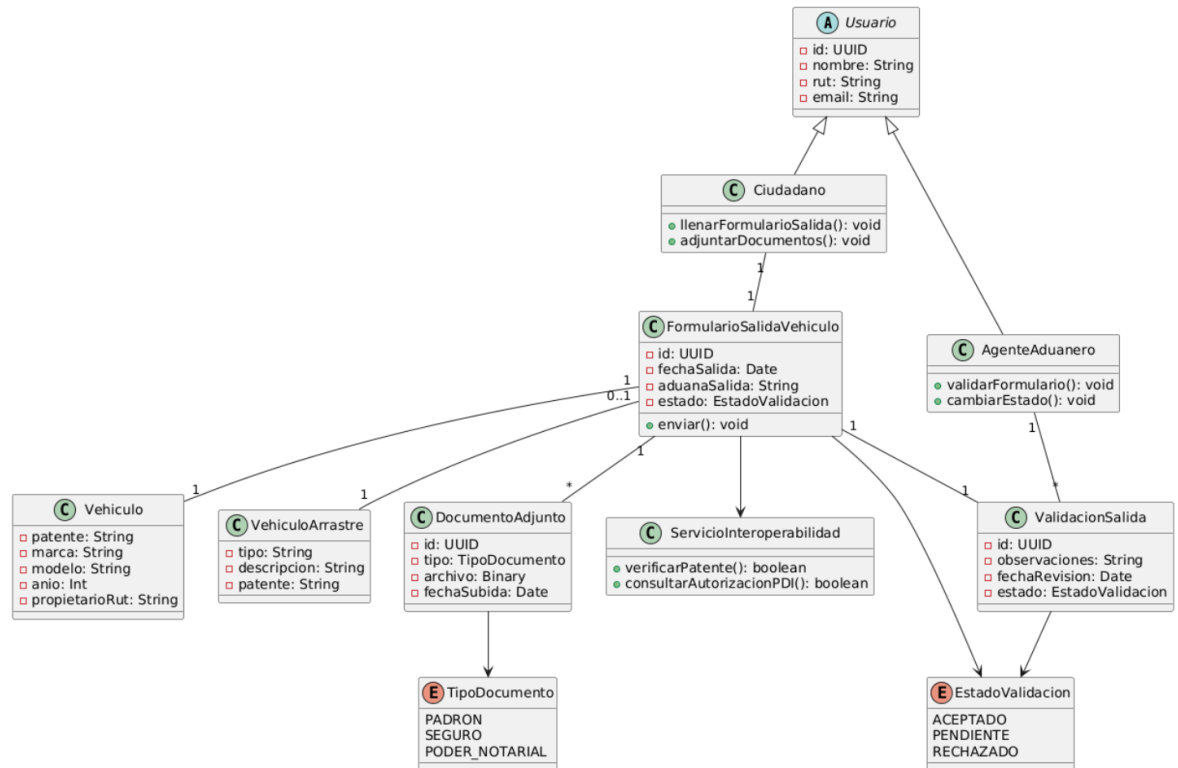 A Usuario
id: UUID
nombre: String
rut: String
email: String
C Ciudadano
llenarFormularioSalida(): void
adjuntarDocumentos(): void
1
1
C FormularioSalidaVehiculo
id: UUID
fechaSalida: Date
aduanaSalida: String
estado: EstadoValidacion
enviar(): void
C AgenteAduanero
validarFormulario(): void
cambiarEstado(): void
1
0..1
1
1
1
1
1
*
1
*
C Vehiculo
patente: String
marca: String
modelo: String
anio: Int
propietarioRut: String
C VehiculoArrastre
tipo: String
descripcion: String
patente: String
C DocumentoAdjunto
id: UUID
tipo: TipoDocumento
archivo: Binary
fechaSubida: Date
C ServicioInteroperabilidad
verificarPatente(): boolean
consultarAutorizacionPDI(): boolean
C ValidacionSalida
id: UUID
observaciones: String
fechaRevision: Date
estado: EstadoValidacion
E TipoDocumento
PADRON
SEGURO
PODER_NOTARIAL
E EstadoValidacion
ACEPTADO
PENDIENTE
RECHAZADO